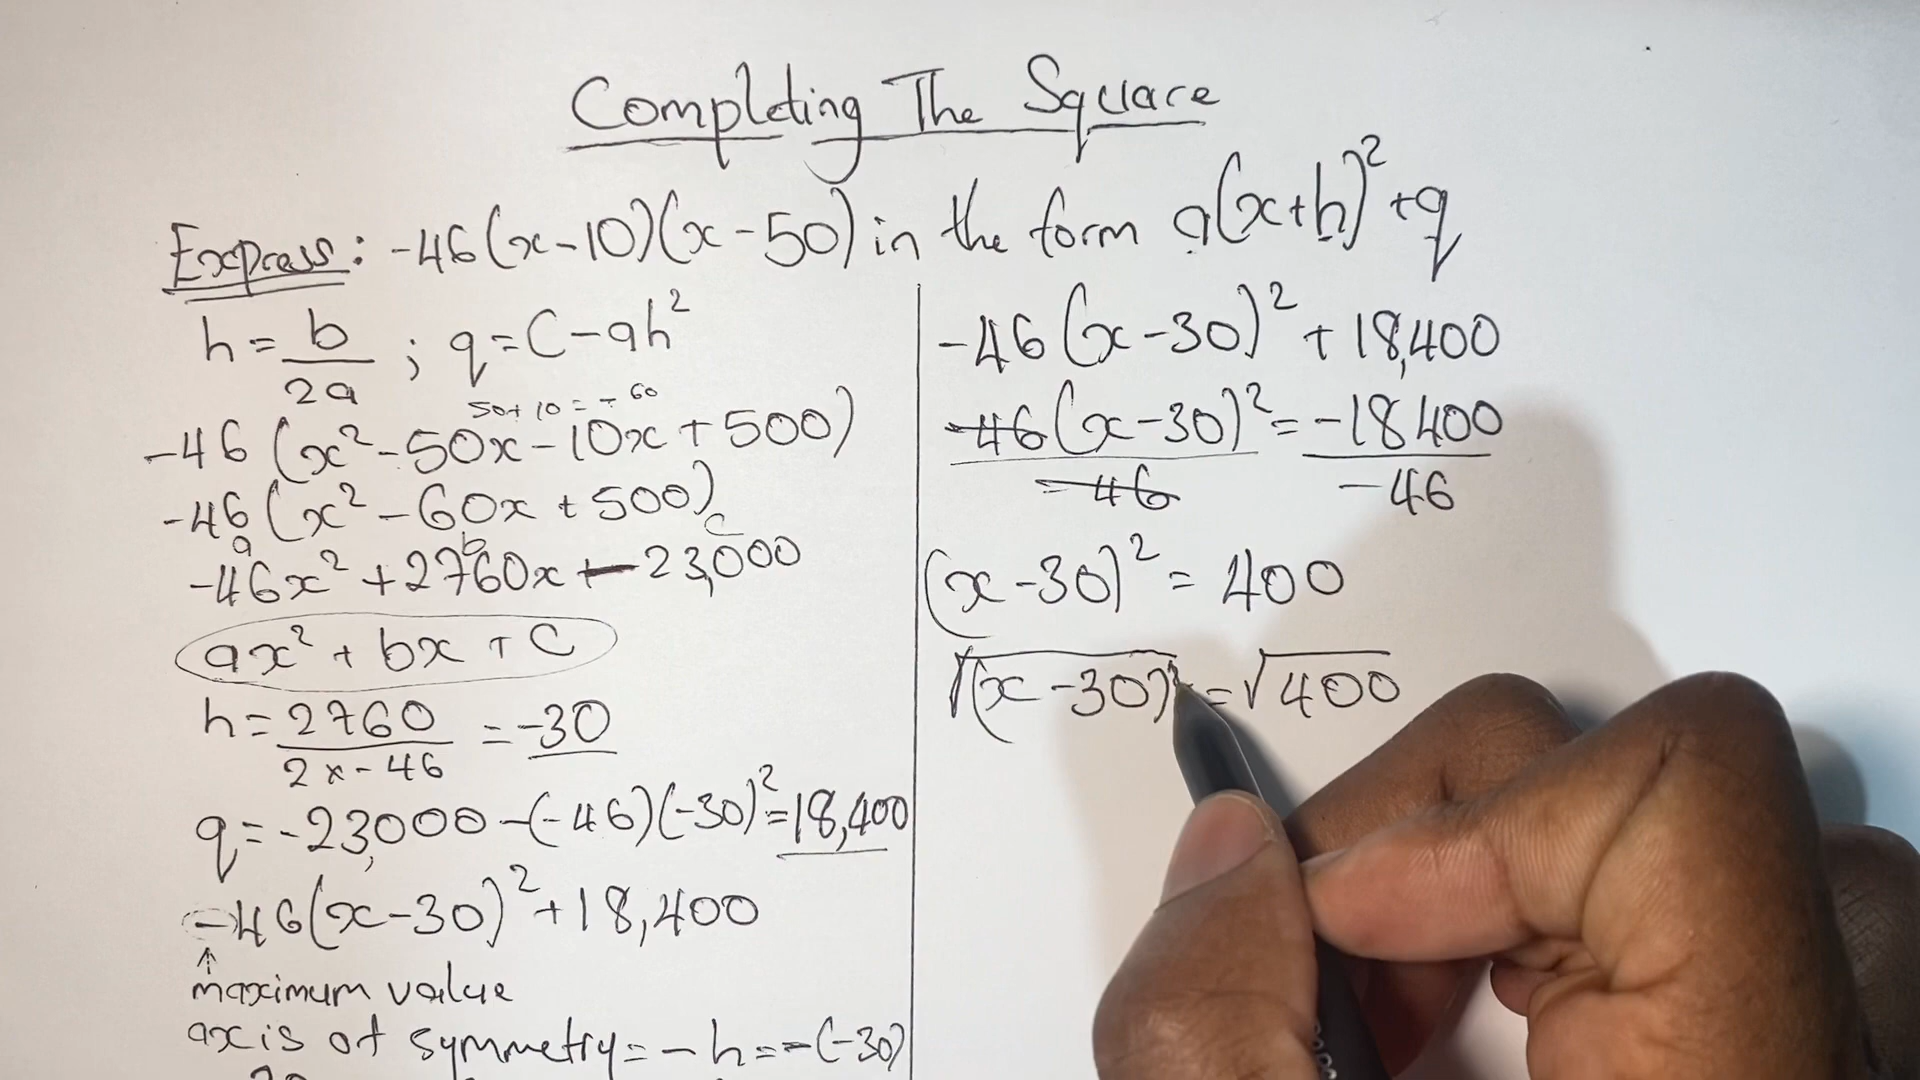 Completing The Square
Express: -46(x-10)(x-50) in the form a(x+h)²+q
h = b/2a ; q = C - ah²
50+10 = -60
-46(x²-50x-10x+500)
-46(x²-60x+500)
a b c
-46x²+2760x-23,000
ax²+bx+c
h = 2760/2x-46 = -30
q = -23,000-(-46)(-30)²=18,400
-46(x-30)²+18,400
↑
maximum value
axis of symmetry = -h = -(-30)
-46(x-30)²+18,400
-46(x-30)²/-46 = -18400/-46
(x-30)² = 400
√(x-30)² = √400